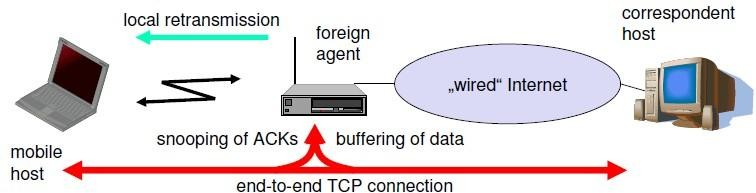 local retransmission
correspondent
host
foreign
agent
„wired“ Internet
snooping of ACKs
buffering of data
mobile
host
end-to-end TCP connection